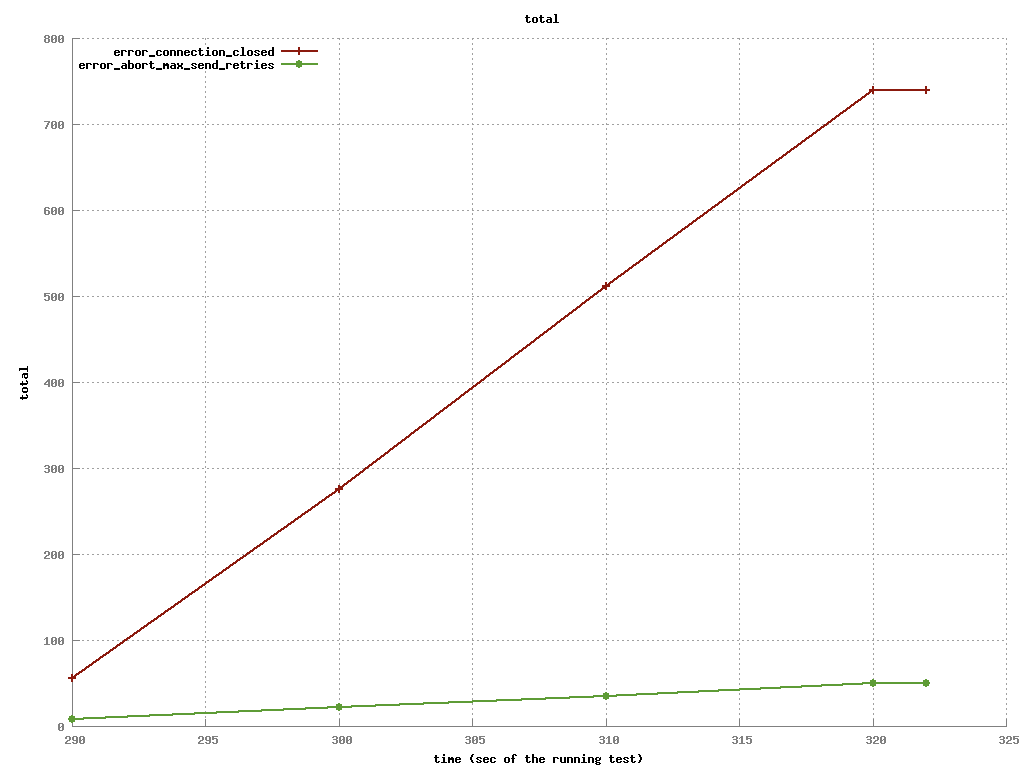 total
800
700
600
500
400
300
200
100
0
error_connection_closed
error_abort_max_send_retries
total
290 295 300 305 310 315 320 325
time (sec of the running test)